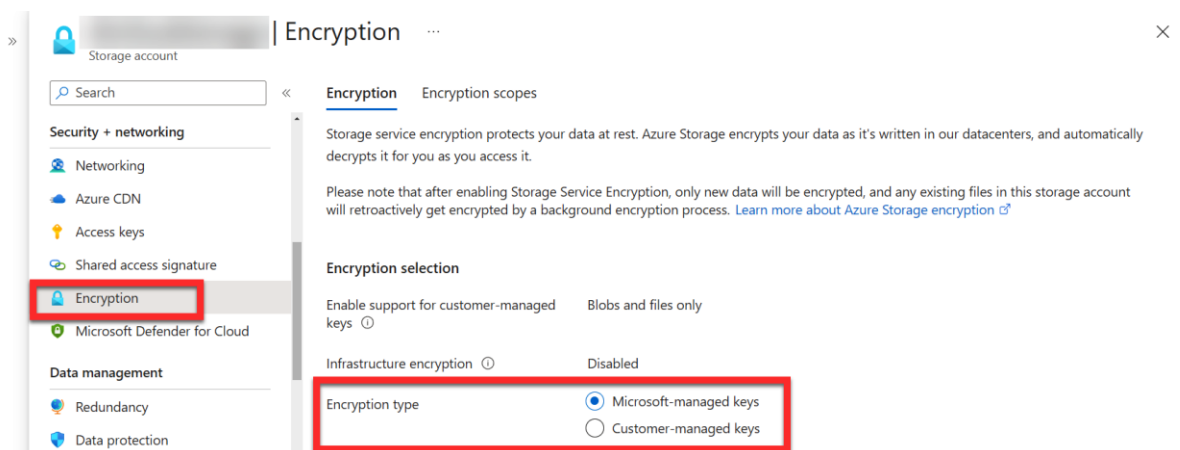 | Encryption ...
Storage account
Search
Security + networking
Networking
Azure CDN
Access keys
Shared access signature
Encryption
Microsoft Defender for Cloud
Data management
Redundancy
Data protection
Encryption Encryption scopes
Storage service encryption protects your data at rest. Azure Storage encrypts your data as it's written in our datacenters, and automatically
decrypts it for you as you access it.
Please note that after enabling Storage Service Encryption, only new data will be encrypted, and any existing files in this storage account
will retroactively get encrypted by a background encryption process. Learn more about Azure Storage encryption
Encryption selection
Enable support for customer-managed Blobs and files only
keys
Infrastructure encryption Disabled
Encryption type Microsoft-managed keys
Customer-managed keys